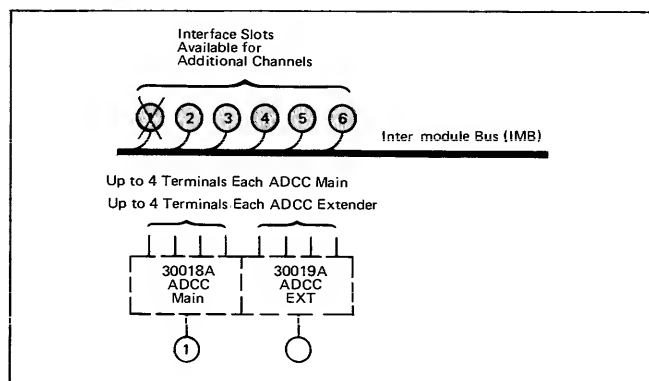 Interface Slots
Available for
Additional Channels
1 2 3 4 5 6
Inter module Bus (IMB)
Up to 4 Terminals Each ADCC Main
Up to 4 Terminals Each ADCC Extender
30018A
ADCC
Main
30019A
ADCC
EXT
1